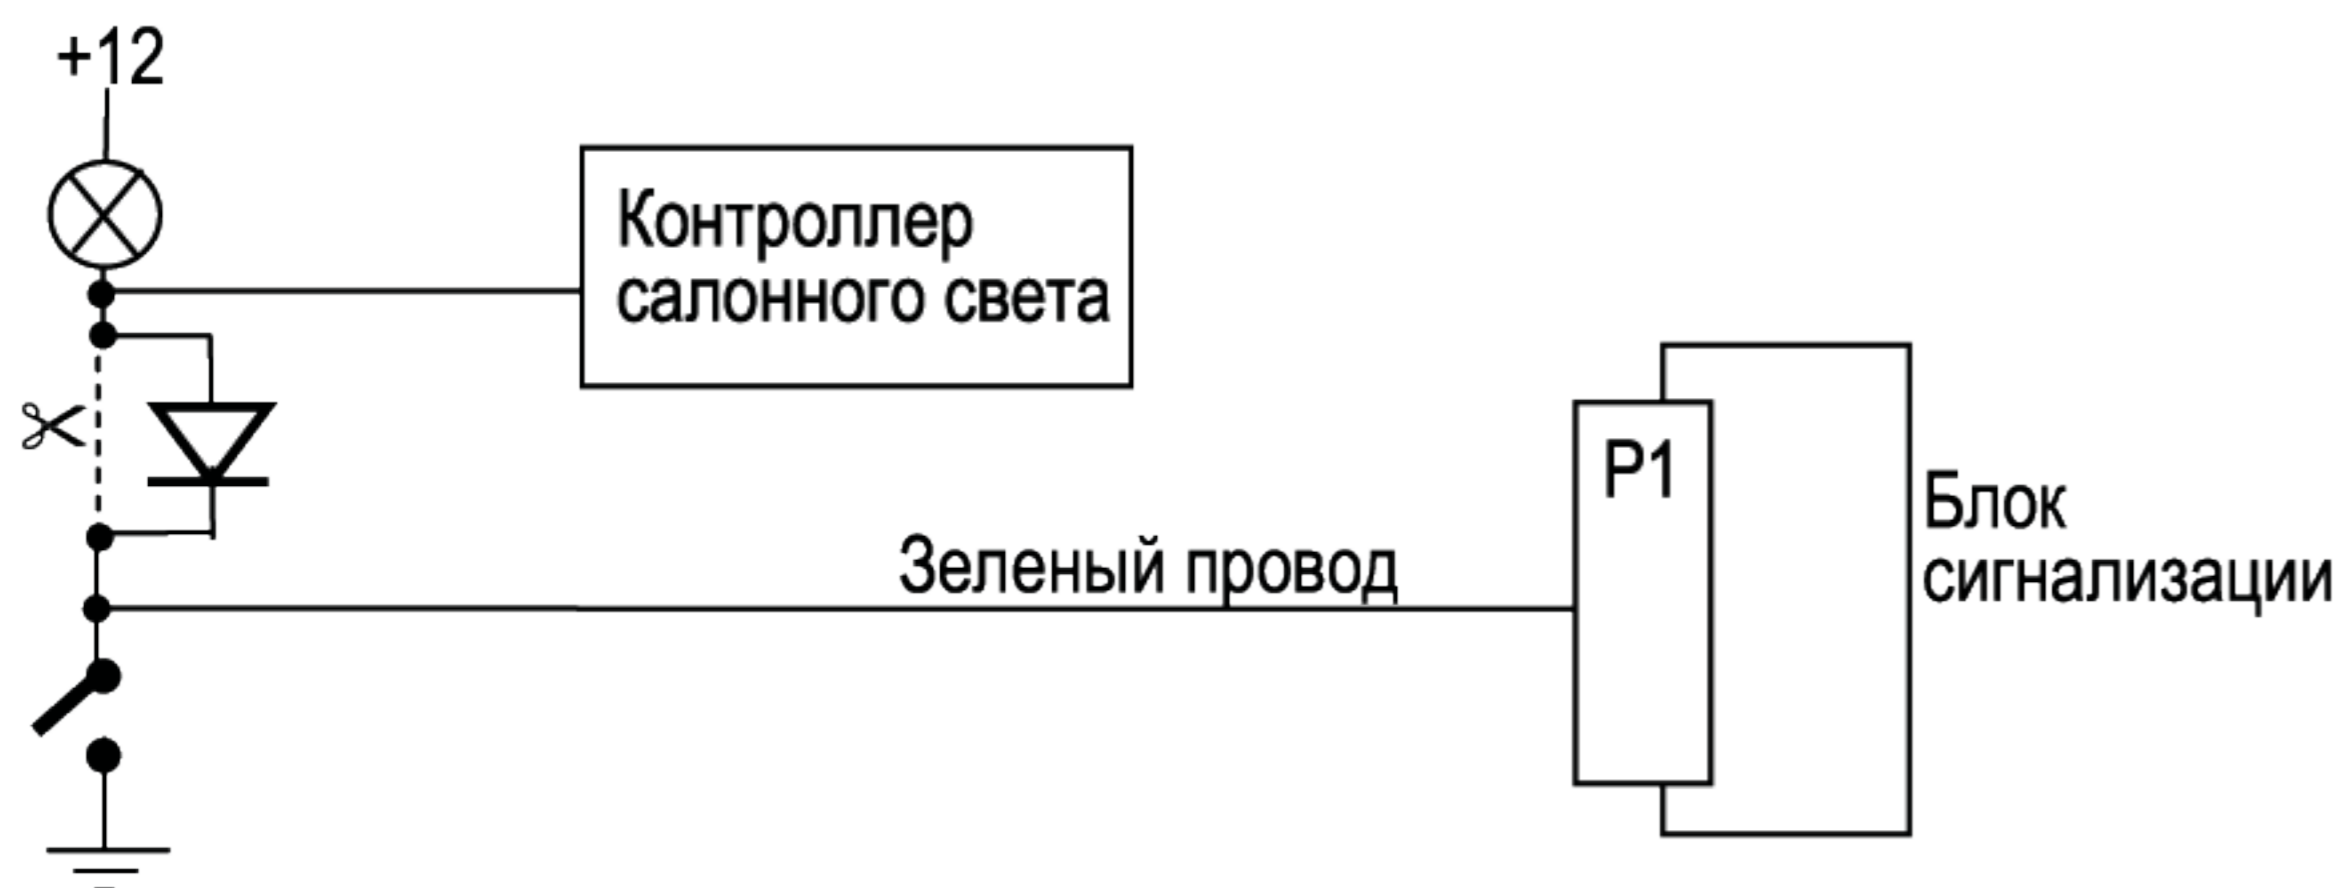 +12
Контроллер
салонного света
P1
Блок
сигнализации
Зеленый провод